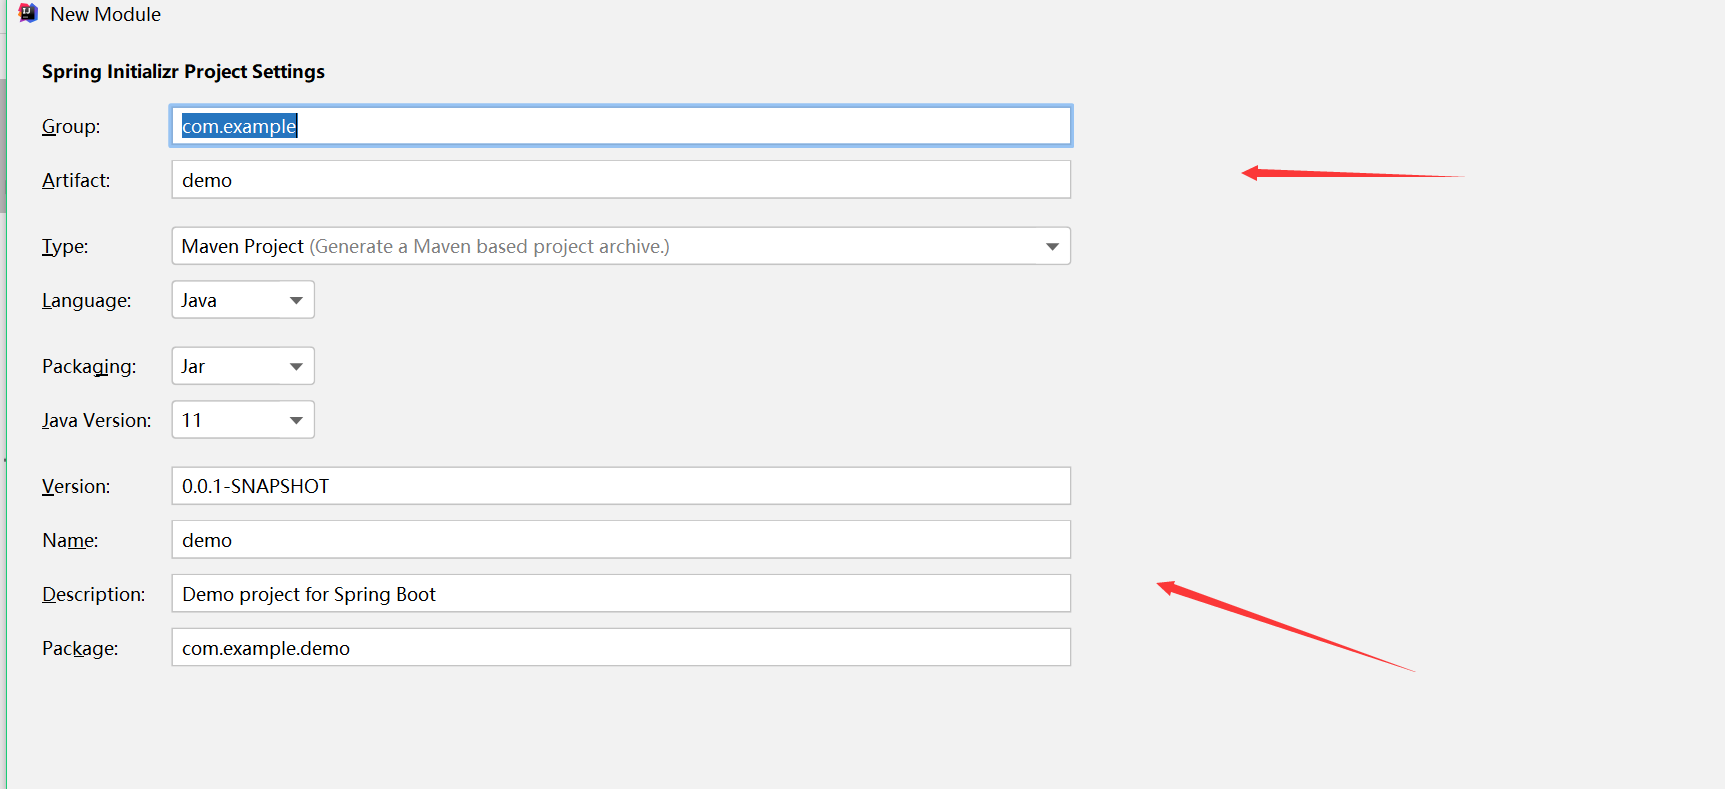 New Module
Spring Initializr Project Settings
Group: com.example
Artifact: demo
Type: Maven Project (Generate a Maven based project archive.)
Language: Java
Packaging: Jar
Java Version: 11
Version: 0.0.1-SNAPSHOT
Name: demo
Description: Demo project for Spring Boot
Package: com.example.demo